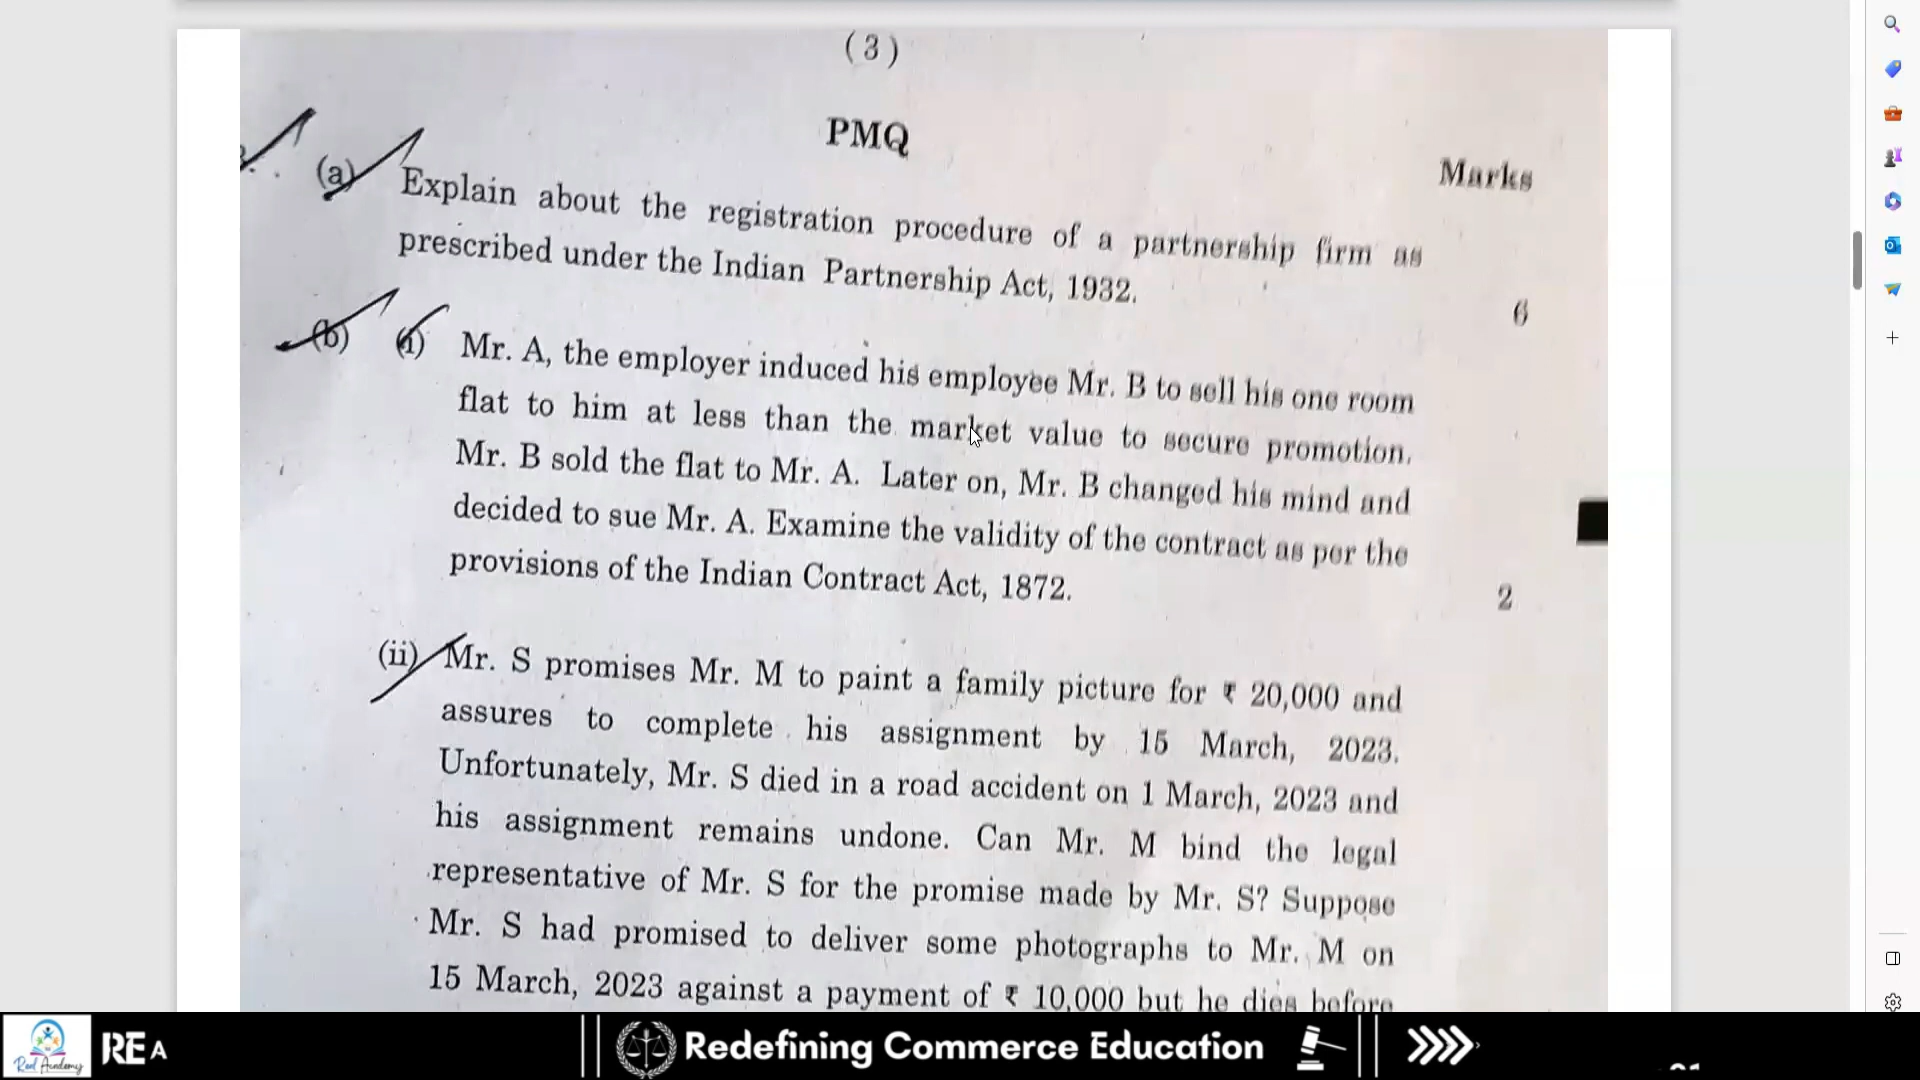 (3)
PMQ
Marks
(a) Explain about the registration procedure of a partnership firm as
prescribed under the Indian Partnership Act, 1932.
6
(b) (i) Mr. A, the employer induced his employee Mr. B to sell his one room
flat to him at less than the market value to secure promotion.
Mr. B sold the flat to Mr. A. Later on, Mr. B changed his mind and
decided to sue Mr. A. Examine the validity of the contract as per the
provisions of the Indian Contract Act, 1872.
2
(ii) Mr. S promises Mr. M to paint a family picture for ₹ 20,000 and
assures to complete his assignment by 15 March, 2023.
Unfortunately, Mr. S died in a road accident on 1 March, 2023 and
his assignment remains undone. Can Mr. M bind the legal
representative of Mr. S for the promise made by Mr. S? Suppose
Mr. S had promised to deliver some photographs to Mr. M on
15 March, 2023 against a payment of ₹ 10,000 but he dies before
Real Academy
REA
Redefining Commerce Education